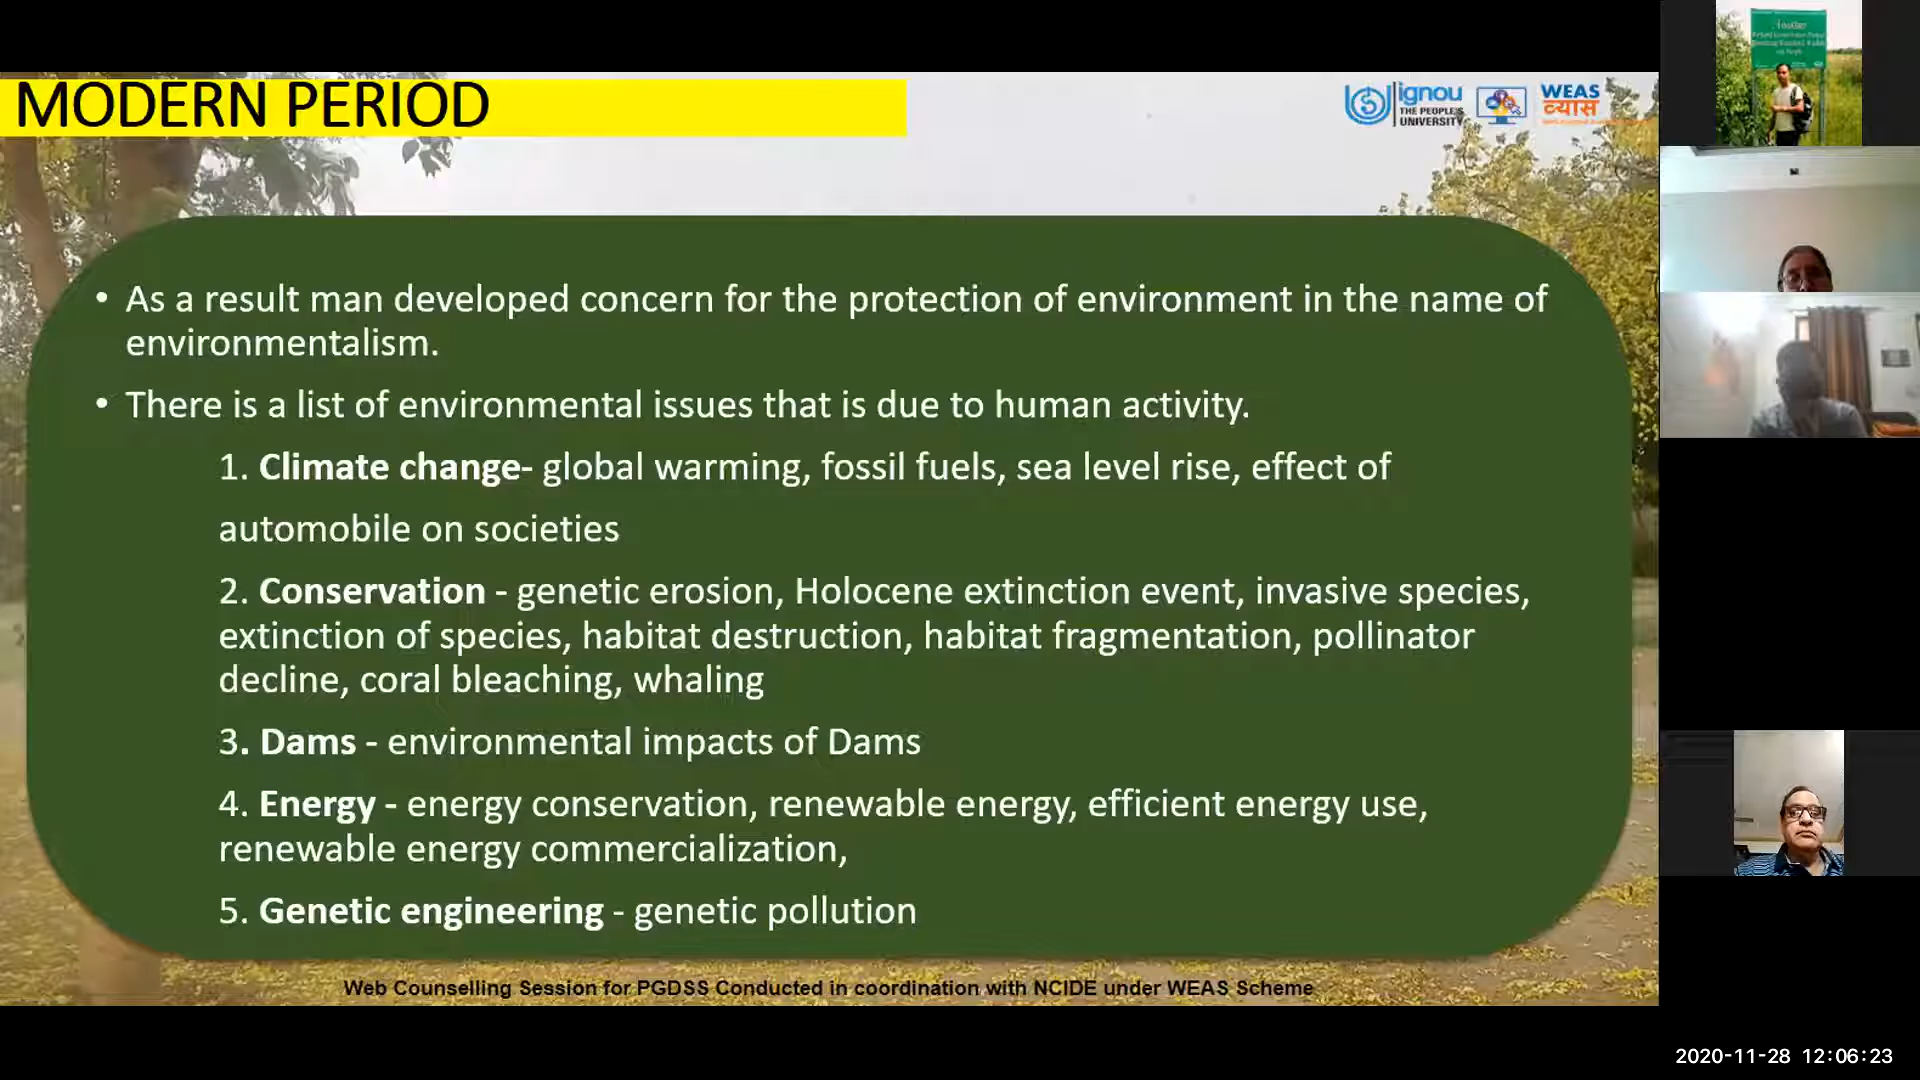 MODERN PERIOD
ignou
THE PEOPLE'S
UNIVERSITY
WEAS
व्यास
• As a result man developed concern for the protection of environment in the name of
environmentalism.
• There is a list of environmental issues that is due to human activity.
1. Climate change- global warming, fossil fuels, sea level rise, effect of
automobile on societies
2. Conservation - genetic erosion, Holocene extinction event, invasive species,
extinction of species, habitat destruction, habitat fragmentation, pollinator
decline, coral bleaching, whaling
3. Dams - environmental impacts of Dams
4. Energy - energy conservation, renewable energy, efficient energy use,
renewable energy commercialization,
5. Genetic engineering - genetic pollution
Web Counselling Session for PGDSS Conducted in coordination with NCIDE under WEAS Scheme
2020-11-28 12:06:23